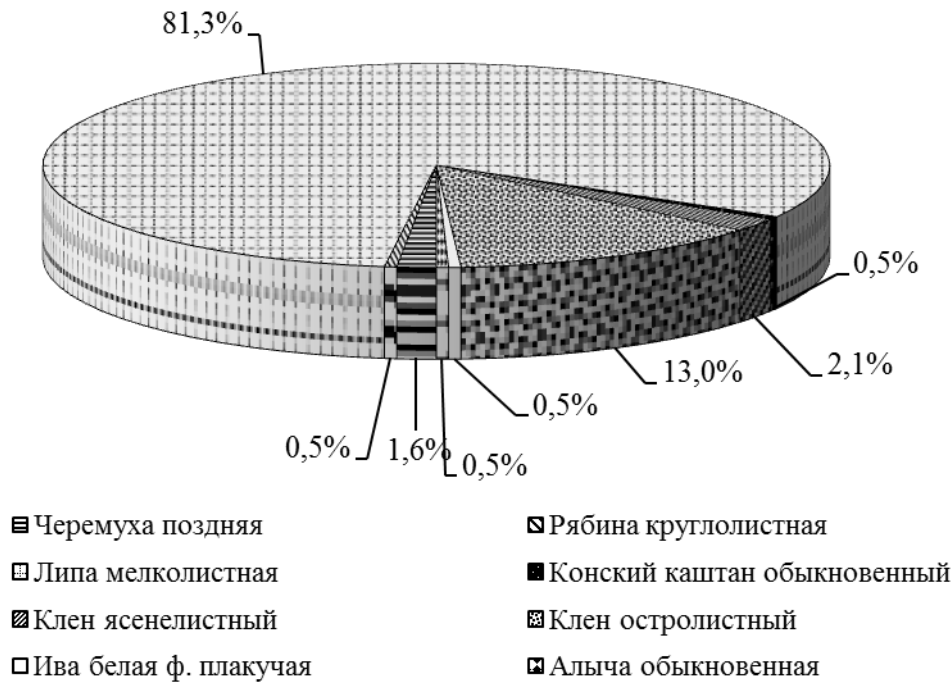 81,3%
0,5%
2,1%
13,0%
0,5%
0,5% 1,6% 0,5%
Черемуха поздняя Рябина круглолистная
Липа мелколистная Конский каштан обыкновенный
Клен ясенелистный Клен остролистный
Ива белая ф. плакучая Алыча обыкновенная